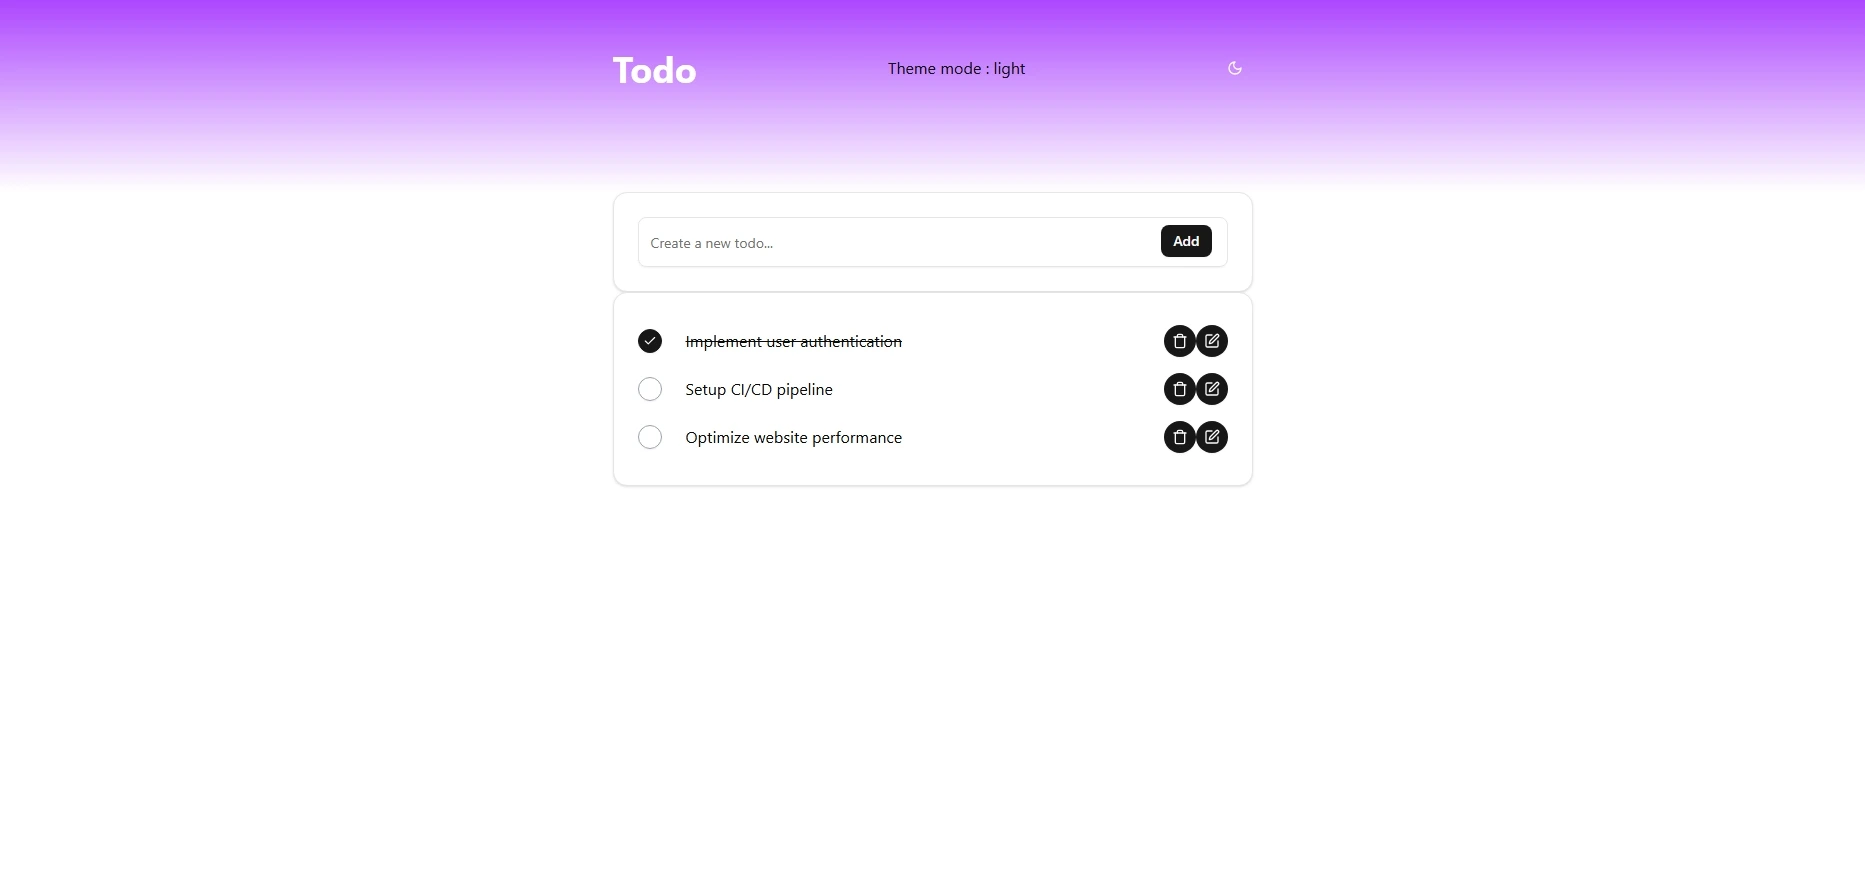 Todo
Theme mode : light
Create a new todo...
Add
Implement user authentication
Setup CI/CD pipeline
Optimize website performance